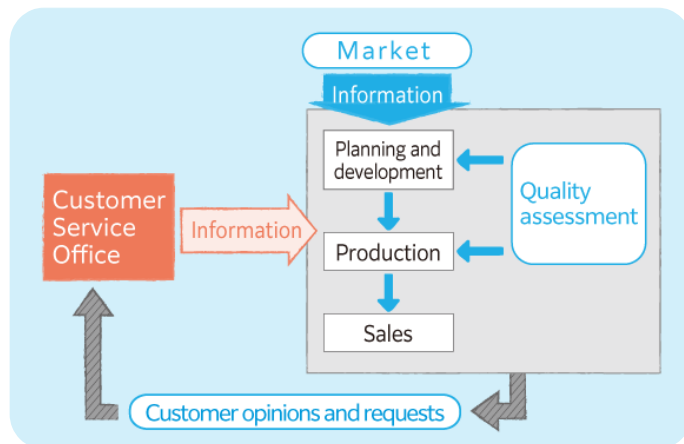 Market
Information
Planning and
development
Quality
assessment
Customer
Service
Office
Information
Production
Sales
Customer opinions and requests